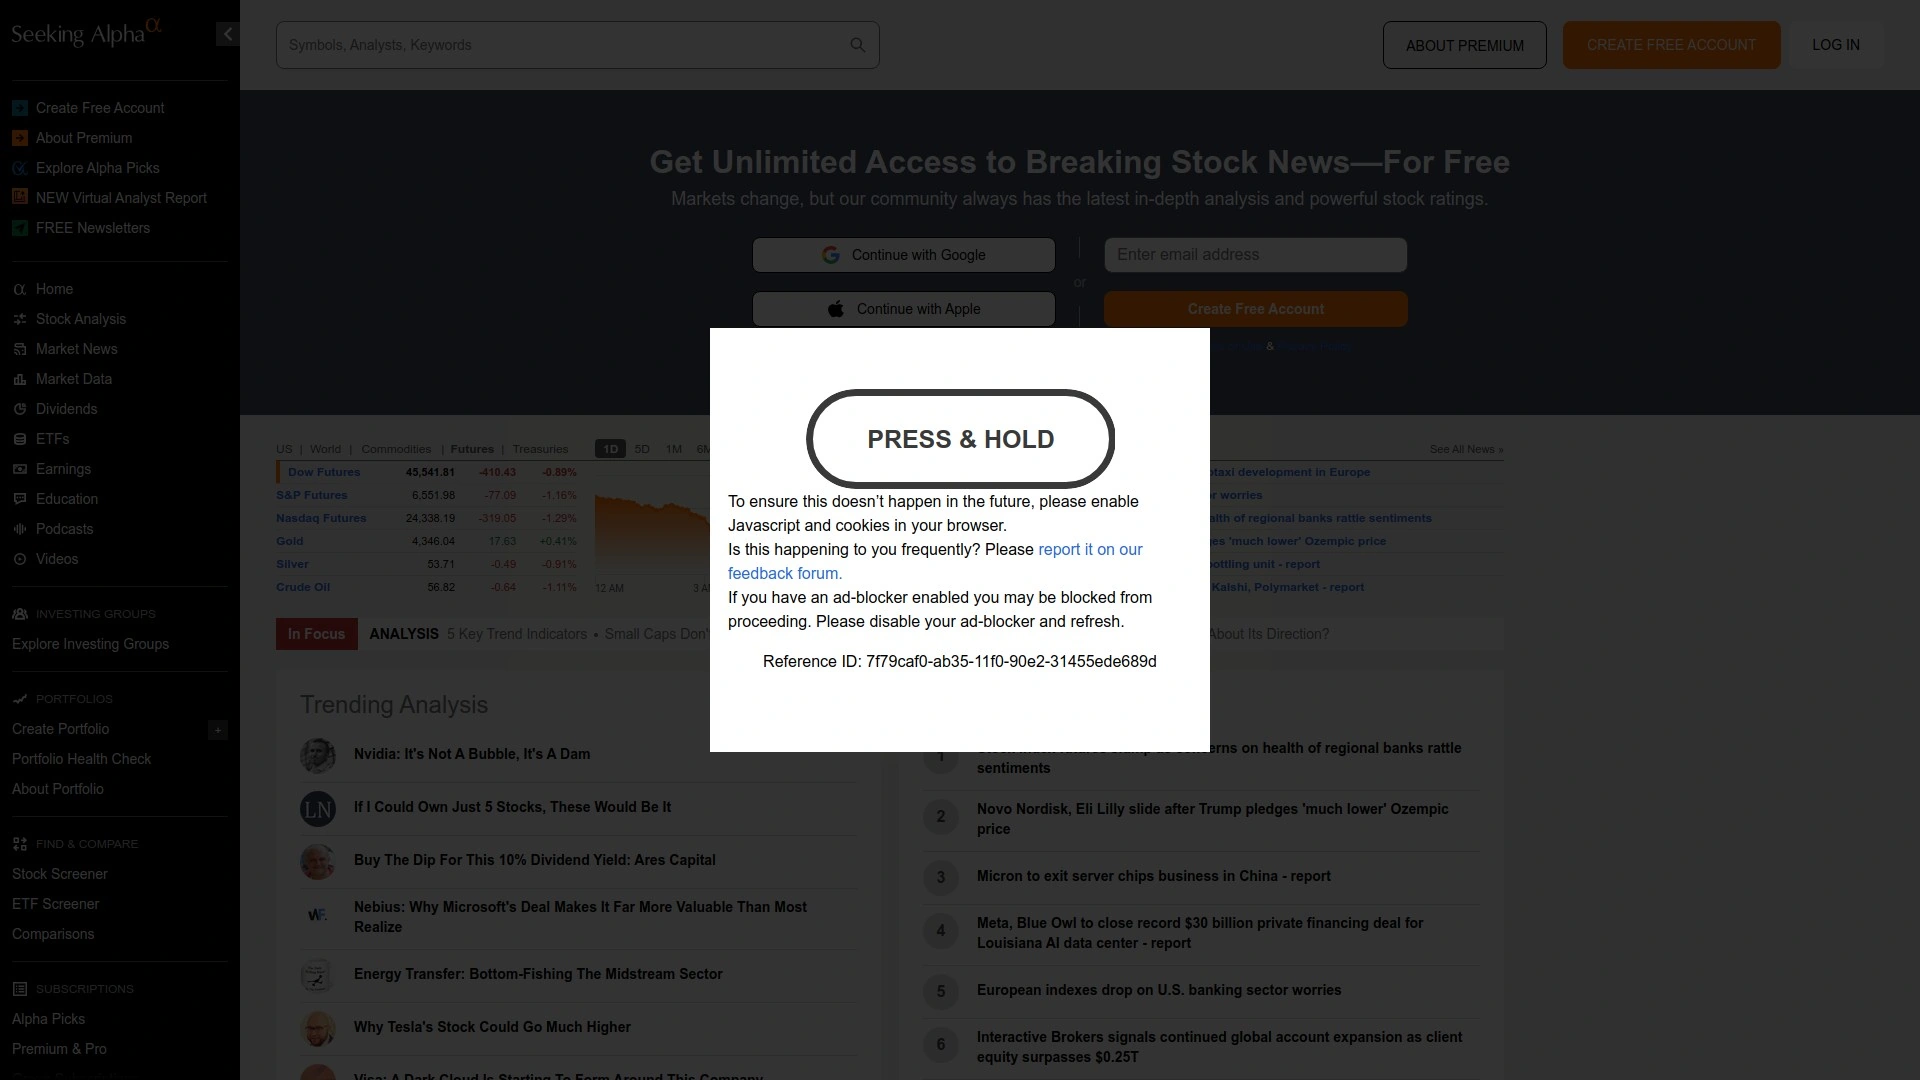 Seeking Alpha α
Create Free Account
About Premium
Explore Alpha Picks
NEW Virtual Analyst Report
FREE Newsletters
Home
Stock Analysis
Market News
Market Data
Dividends
ETFs
Earnings
Education
Podcasts
Videos
INVESTING GROUPS
Explore Investing Groups
PORTFOLIOS
Create Portfolio +
Portfolio Health Check
About Portfolio
FIND & COMPARE
Stock Screener
ETF Screener
Comparisons
SUBSCRIPTIONS
Alpha Picks
Premium & Pro
Symbols, Analysts, Keywords
ABOUT PREMIUM
CREATE FREE ACCOUNT
LOG IN
Get Unlimited Access to Breaking Stock News—For Free
Markets change, but our community always has the latest in-depth analysis and powerful stock ratings.
Continue with Google
Continue with Apple
or
Enter email address
Create Free Account
&
PRESS & HOLD
To ensure this doesn’t happen in the future, please enable
Javascript and cookies in your browser.
Is this happening to you frequently? Please report it on our
feedback forum.
If you have an ad-blocker enabled you may be blocked from
proceeding. Please disable your ad-blocker and refresh.
Reference ID: 7f79caf0-ab35-11f0-90e2-31455ede689d
US | World | Commodities | Futures | Treasuries
Dow Futures 45,541.81 -410.43 -0.89%
S&P Futures 6,551.98 -77.09 -1.16%
Nasdaq Futures 24,338.19 -319.05 -1.29%
Gold 4,346.04 17.63 +0.41%
Silver 53.71 -0.49 -0.91%
Crude Oil 56.82 -0.64 -1.11%
1D 5D 1M
12 AM
See All News »
development in Europe
worries
of regional banks rattle sentiments
'much lower' Ozempic price
unit - report
Kalshi, Polymarket - report
In Focus ANALYSIS 5 Key Trend Indicators • Small Caps Don'
About Its Direction?
Trending Analysis
Nvidia: It's Not A Bubble, It's A Dam
LN If I Could Own Just 5 Stocks, These Would Be It
Buy The Dip For This 10% Dividend Yield: Ares Capital
Nebius: Why Microsoft's Deal Makes It Far More Valuable Than Most
Realize
Energy Transfer: Bottom-Fishing The Midstream Sector
Why Tesla's Stock Could Go Much Higher
Visa: A Dark Cloud Is Starting To Form Around This Company
on health of regional banks rattle
sentiments
2 Novo Nordisk, Eli Lilly slide after Trump pledges 'much lower' Ozempic
price
3 Micron to exit server chips business in China - report
4 Meta, Blue Owl to close record $30 billion private financing deal for
Louisiana AI data center - report
5 European indexes drop on U.S. banking sector worries
6 Interactive Brokers signals continued global account expansion as client
equity surpasses $0.25T